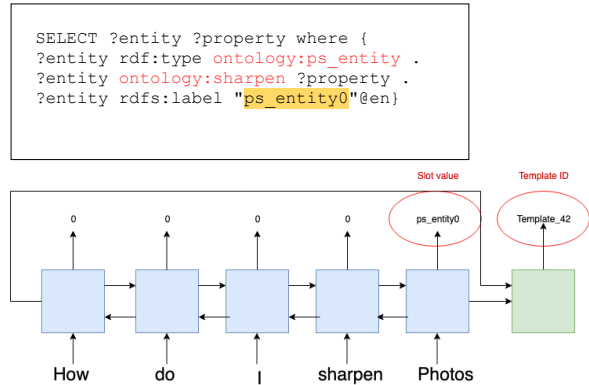 SELECT ?entity ?property where {
?entity rdf:type ontology:ps_entity .
?entity ontology:sharpen ?property .
?entity rdfs:label "ps_entity0"@en}
Slot value Template ID
0 0 0 0 ps_entity0 Template_42
How do I sharpen Photos